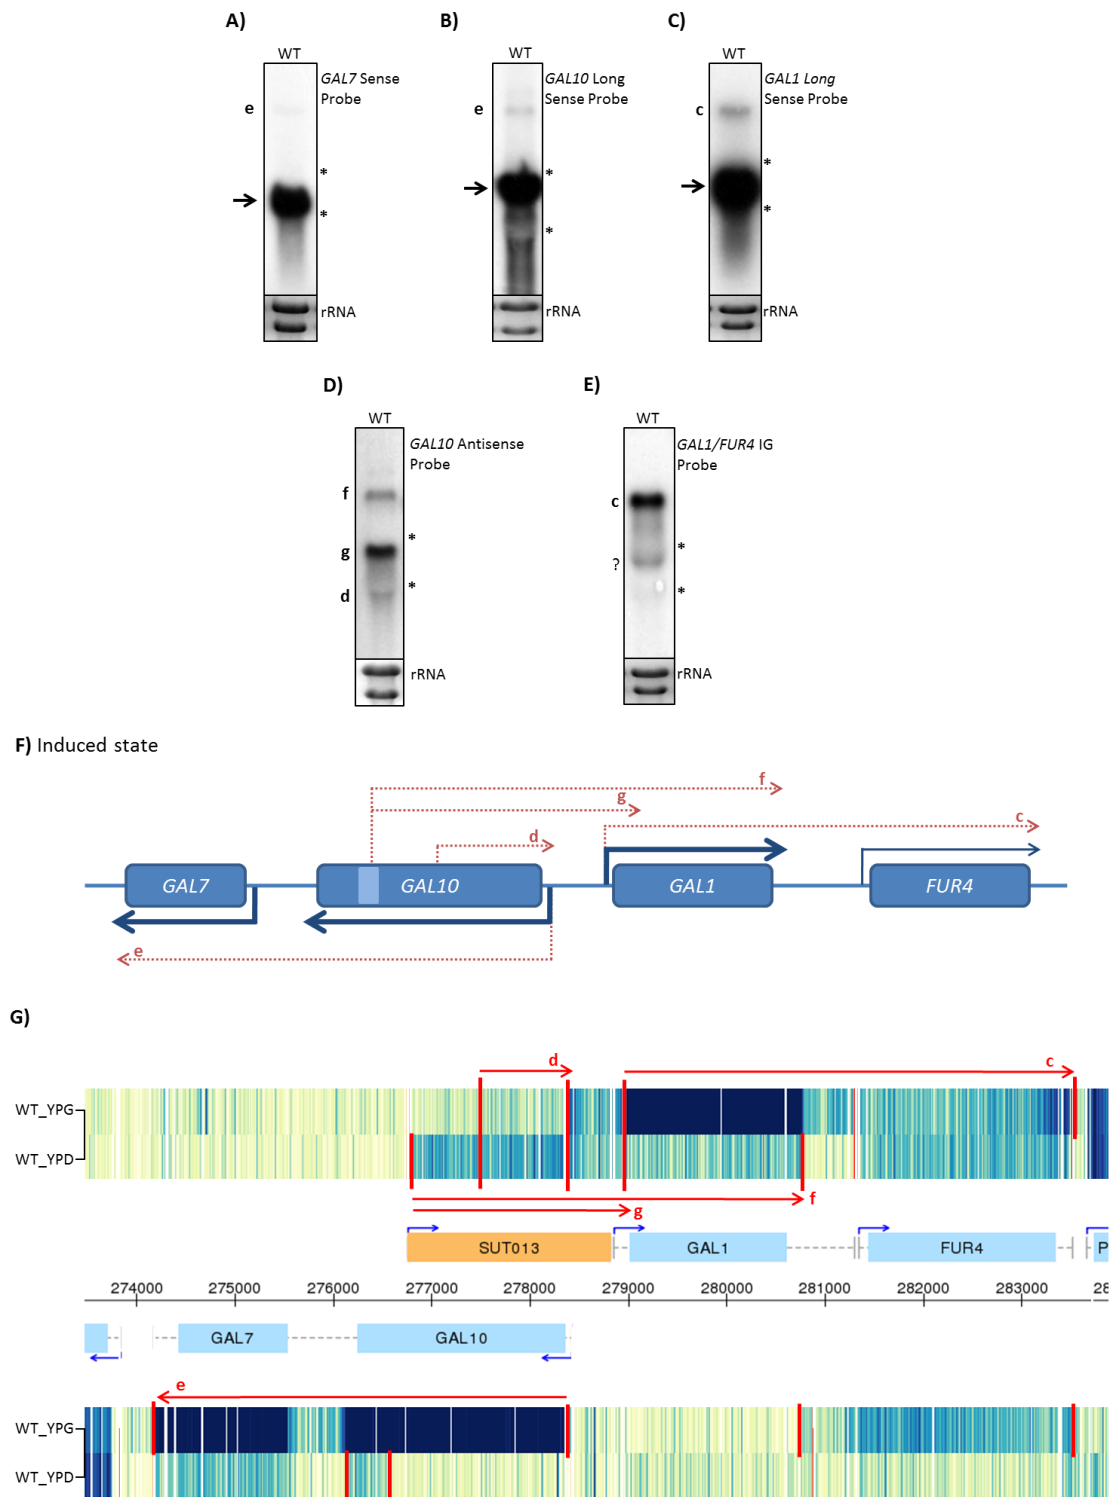 A)
B)
C)
WT
WT
WT
GAL7 Sense
Probe
GAL10 Long
Sense Probe
GAL1 Long
Sense Probe
e
e
c
*
*
*
*
*
*
rRNA
rRNA
rRNA
D)
E)
WT
WT
GAL10 Antisense
Probe
GAL1/FUR4 IG
Probe
f
c
*
*
g
?
*
*
d
rRNA
rRNA
F) Induced state
f
g
c
d
GAL7
GAL10
GAL1
FUR4
e
G)
d
c
WT_YPG
WT_YPD
f
g
SUT013
GAL1
FUR4
P
274000 275000 276000 277000 278000 279000 280000 281000 282000 283000 28
GAL7
GAL10
e
WT_YPG
WT_YPD